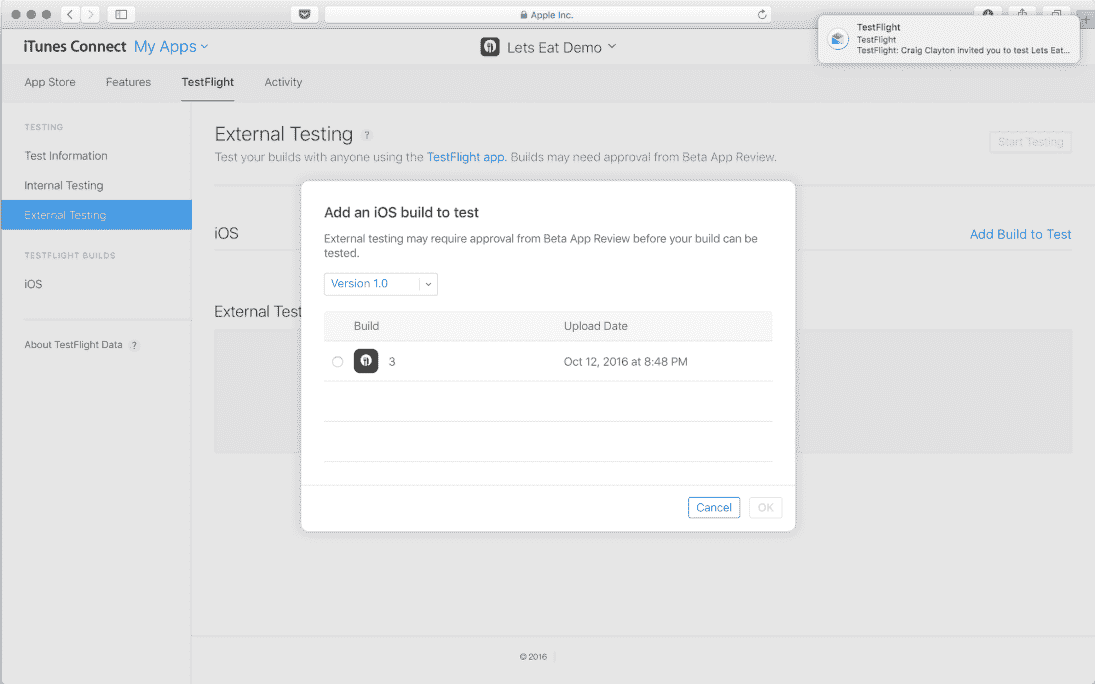 Apple Inc.
TestFlight
TestFlight
TestFlight: Craig Clayton invited you to test Lets Eat...
iTunes Connect My Apps
Lets Eat Demo
App Store Features TestFlight Activity
TESTING
Test Information
Internal Testing
External Testing
TESTFLIGHT BUILDS
iOS
About TestFlight Data ?
External Testing ?
Test your builds with anyone using the TestFlight app. Builds may need approval from Beta App Review.
Start Testing
iOS
Add Build to Test
External Test
Add an iOS build to test
External testing may require approval from Beta App Review before your build can be
tested.
Version 1.0
Build Upload Date
3 Oct 12, 2016 at 8:48 PM
Cancel OK
© 2016